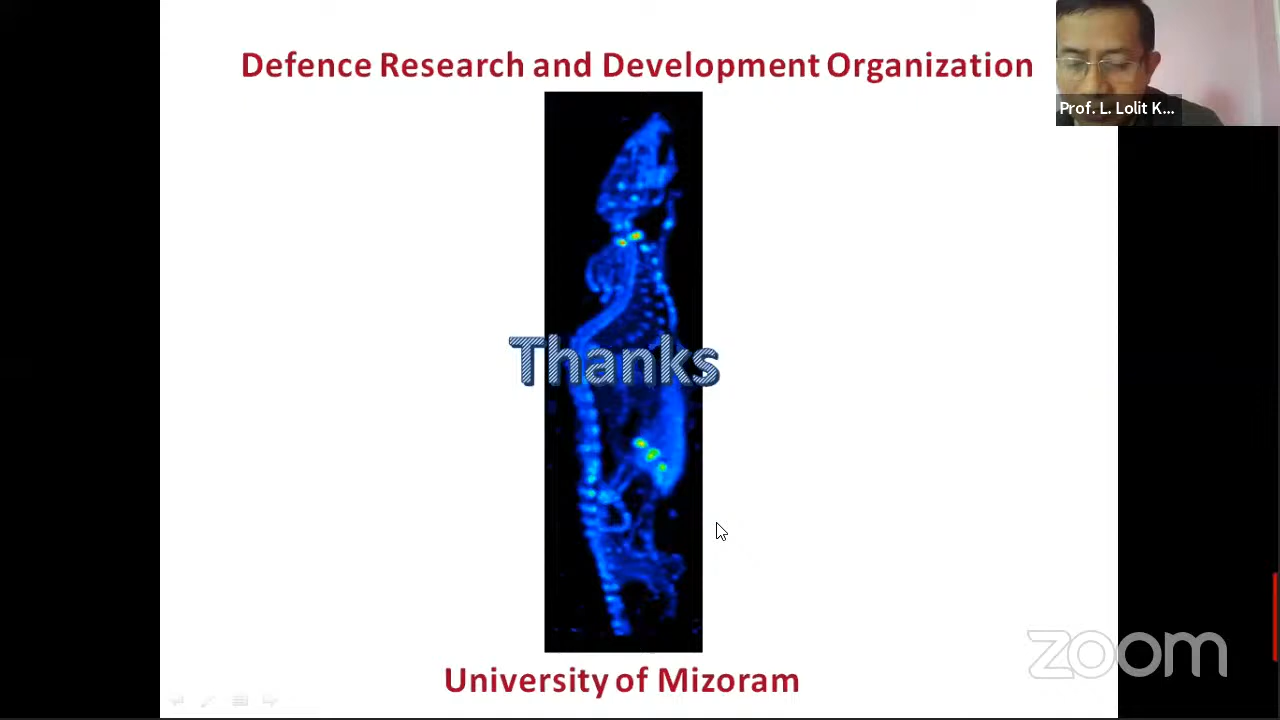 Defence Research and Development Organization
Prof. L. Lolit K...
Thanks
zoom
University of Mizoram